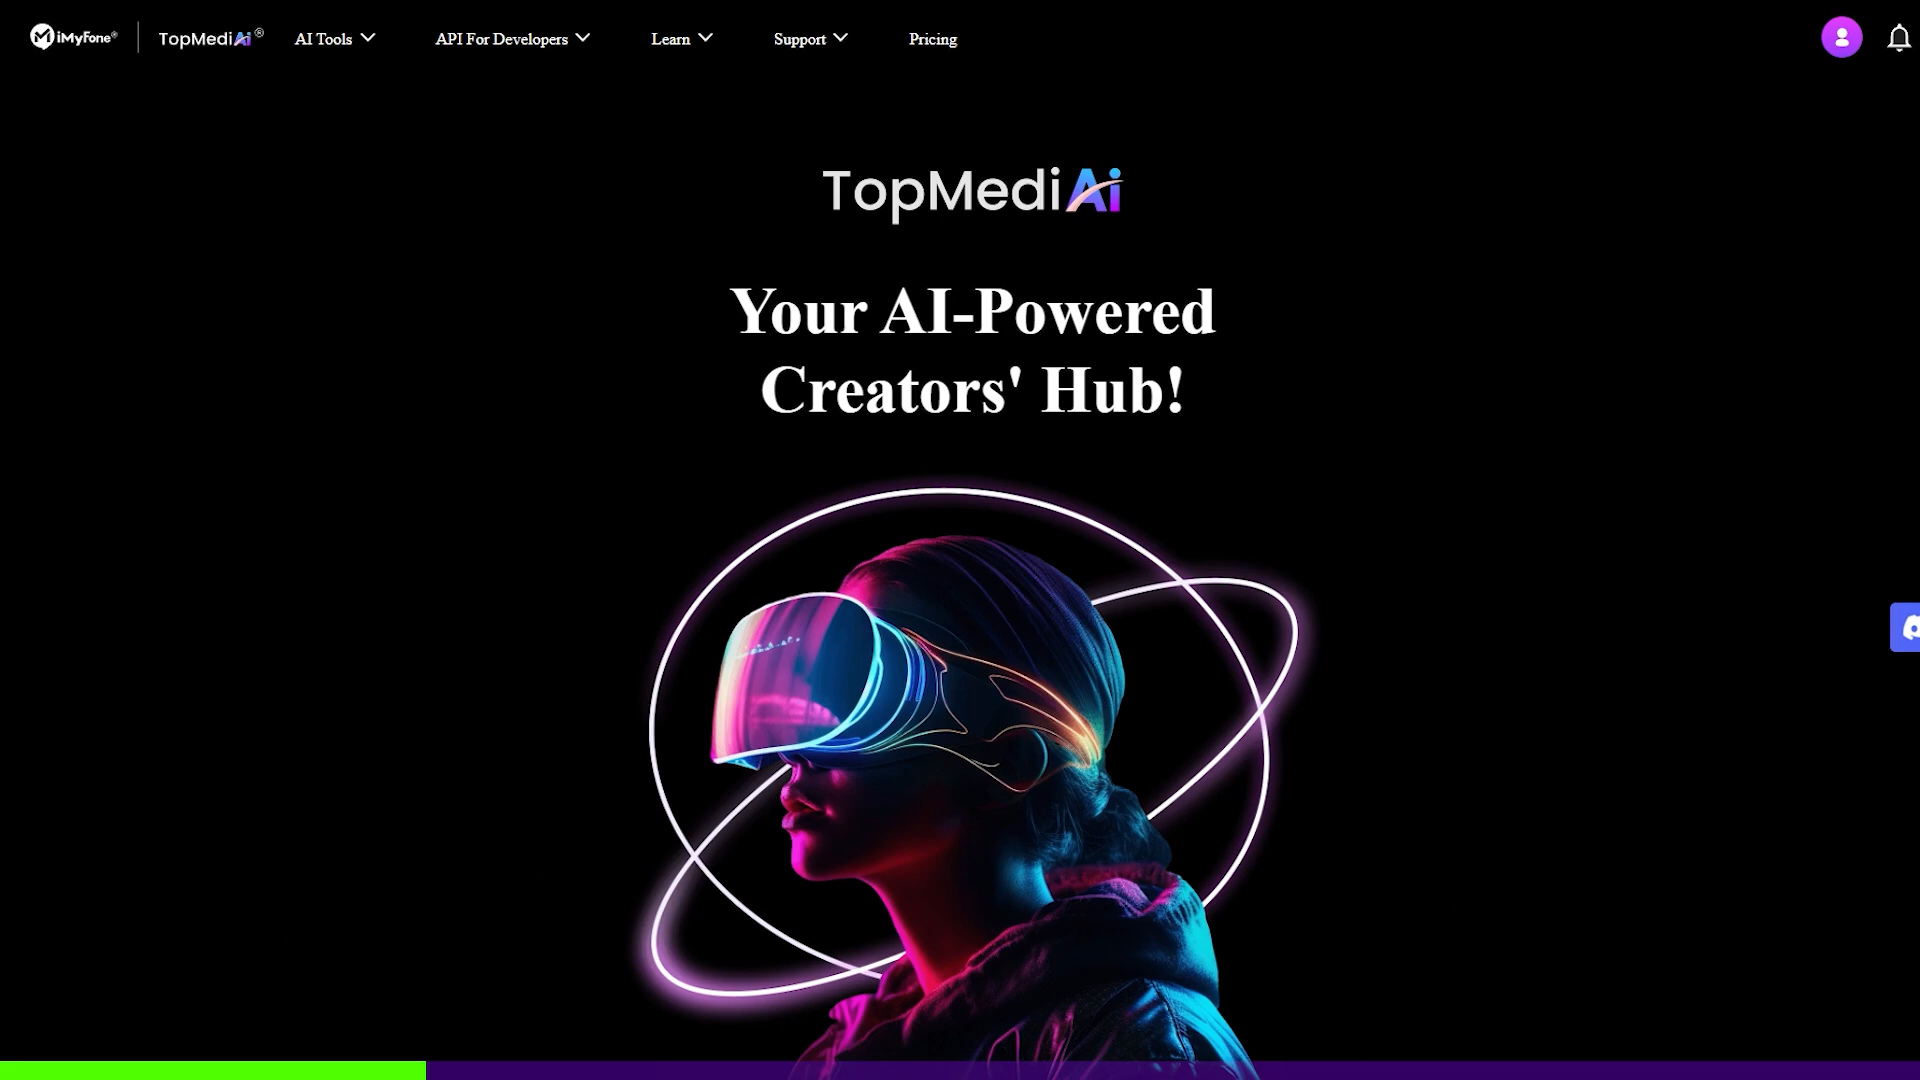 iMyFone®
TopMediAi®
AI Tools
API For Developers
Learn
Support
Pricing
TopMediAi
Your AI-Powered
Creators' Hub!